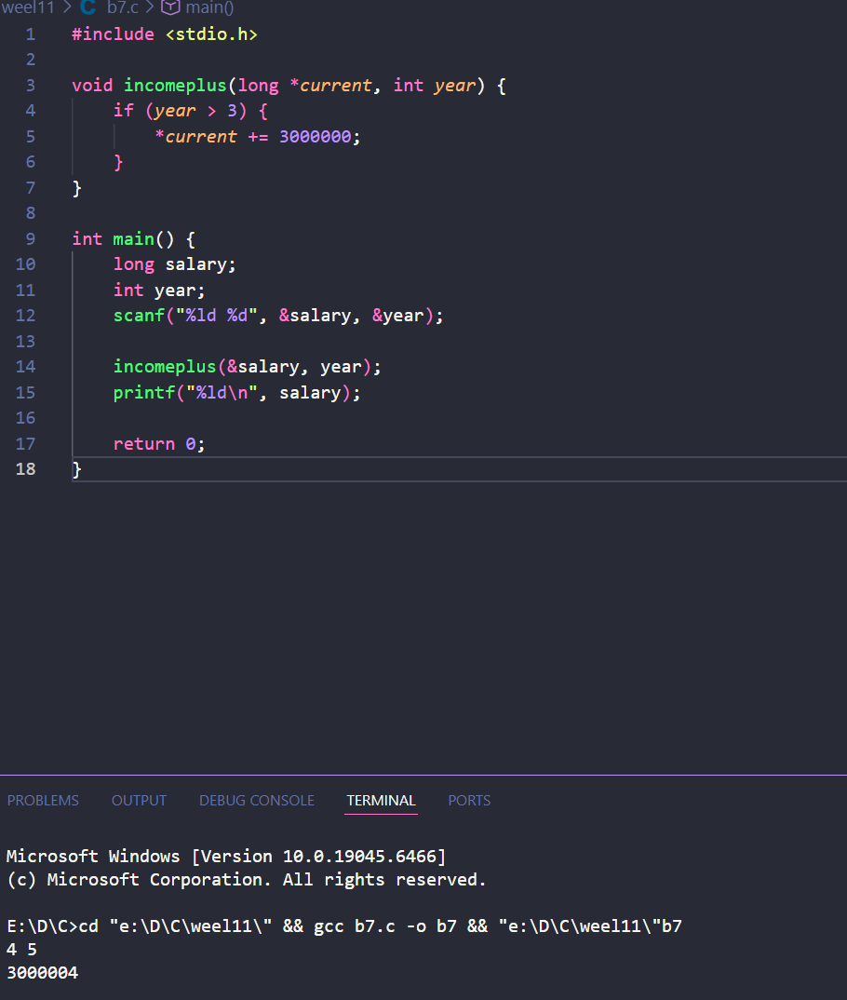 weel11 > C b7.c > main()
1 #include <stdio.h>
2
3 void incomeplus(long *current, int year) {
4     if (year > 3) {
5         *current += 3000000;
6     }
7 }
8
9 int main() {
10     long salary;
11     int year;
12     scanf("%ld %d", &salary, &year);
13
14     incomeplus(&salary, year);
15     printf("%ld\n", salary);
16
17     return 0;
18 }
PROBLEMS OUTPUT DEBUG CONSOLE TERMINAL PORTS
Microsoft Windows [Version 10.0.19045.6466]
(c) Microsoft Corporation. All rights reserved.
E:\D\C>cd "e:\D\C\weel11\" && gcc b7.c -o b7 && "e:\D\C\weel11\"b7
4 5
3000004